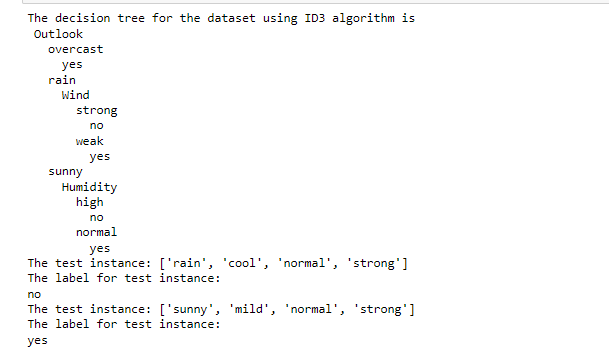 The decision tree for the dataset using ID3 algorithm is
Outlook
overcast
yes
rain
Wind
strong
no
weak
yes
sunny
Humidity
high
no
normal
yes
The test instance: ['rain', 'cool', 'normal', 'strong']
The label for test instance:
no
The test instance: ['sunny', 'mild', 'normal', 'strong']
The label for test instance:
yes